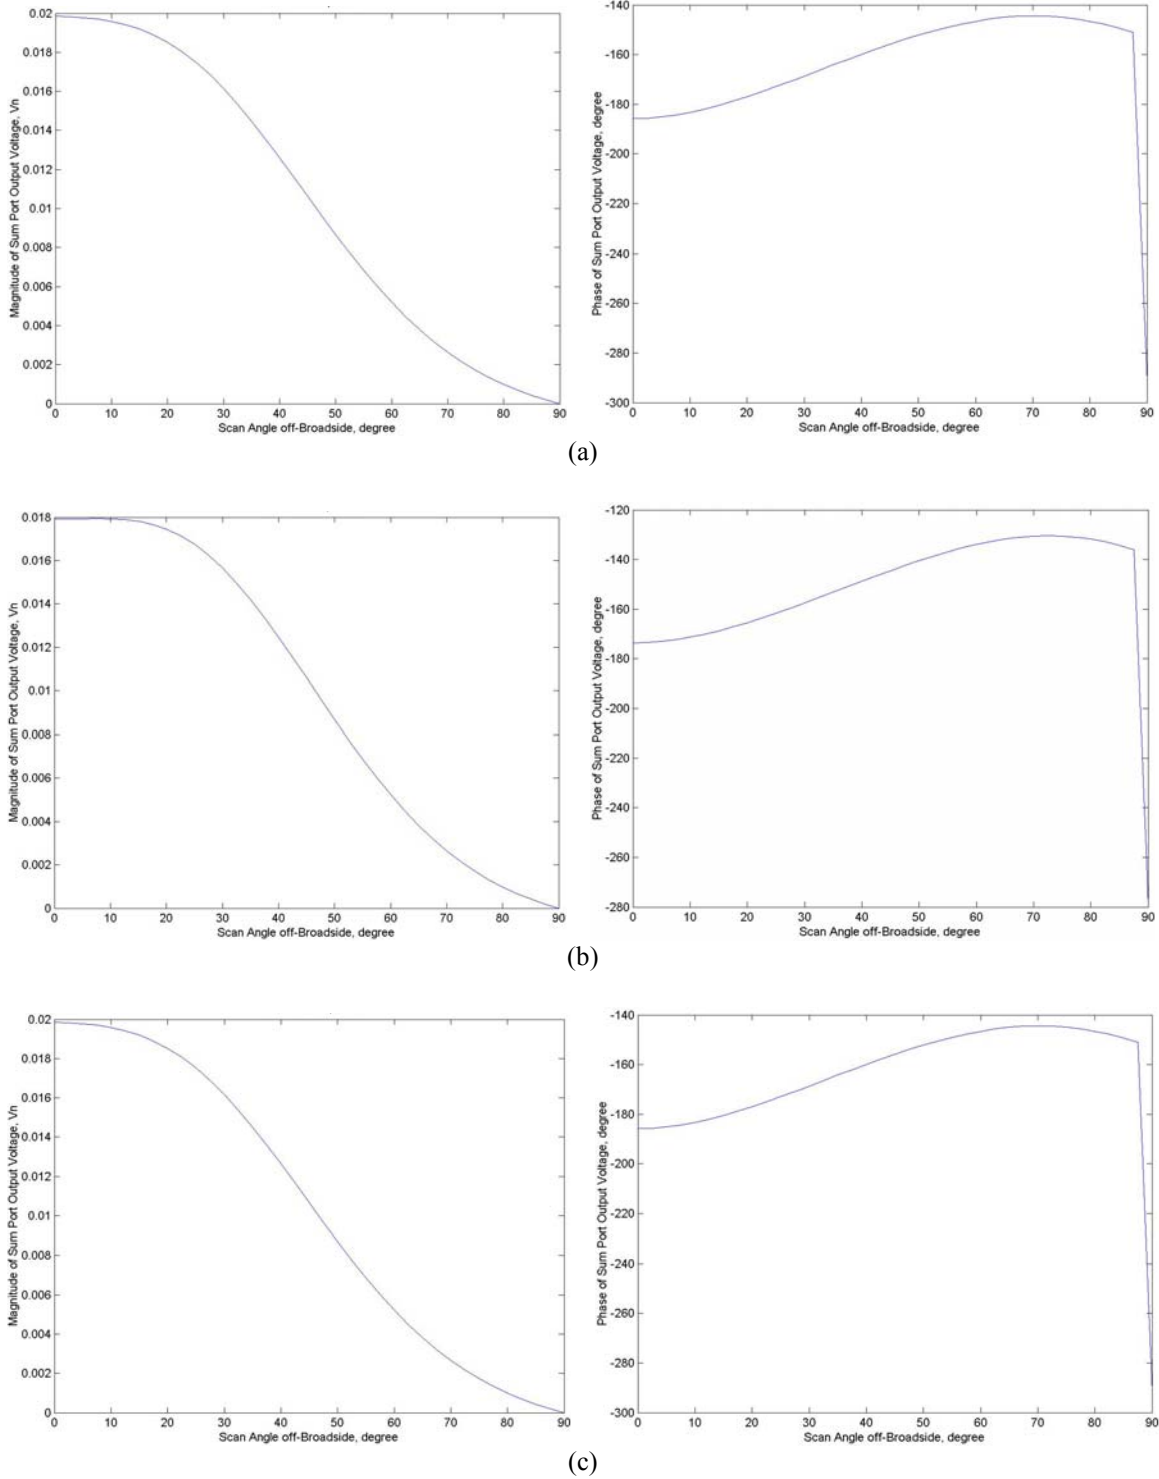 0.02
0.018
0.016
0.014
0.012
0.01
0.008
0.006
0.004
0.002
0
Magnitude of Sum Port Output Voltage, Vn
0 10 20 30 40 50 60 70 80 90
Scan Angle off-Broadside, degree
-140
-160
-180
-200
-220
-240
-260
-280
-300
Phase of Sum Port Output Voltage, degree
0 10 20 30 40 50 60 70 80 90
Scan Angle off-Broadside, degree
(a)
0.018
0.016
0.014
0.012
0.01
0.008
0.006
0.004
0.002
0
Magnitude of Sum Port Output Voltage, Vn
0 10 20 30 40 50 60 70 80 90
Scan Angle off-Broadside, degree
-120
-140
-160
-180
-200
-220
-240
-260
-280
Phase of Sum Port Output Voltage, degree
0 10 20 30 40 50 60 70 80 90
Scan Angle off-Broadside, degree
(b)
0.02
0.018
0.016
0.014
0.012
0.01
0.008
0.006
0.004
0.002
0
Magnitude of Sum Port Output Voltage, Vn
0 10 20 30 40 50 60 70 80 90
Scan Angle off-Broadside, degree
-140
-160
-180
-200
-220
-240
-260
-280
-300
Phase of Sum Port Output Voltage, degree
0 10 20 30 40 50 60 70 80 90
Scan Angle off-Broadside, degree
(c)